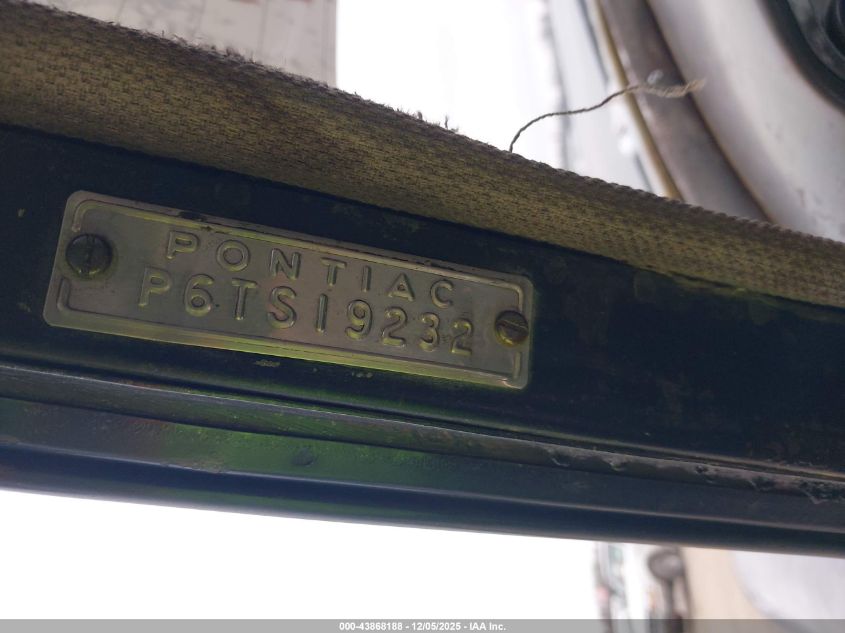 PONTIAC
P6TS19232
000-43868188 - 12/05/2025 - IAA Inc.